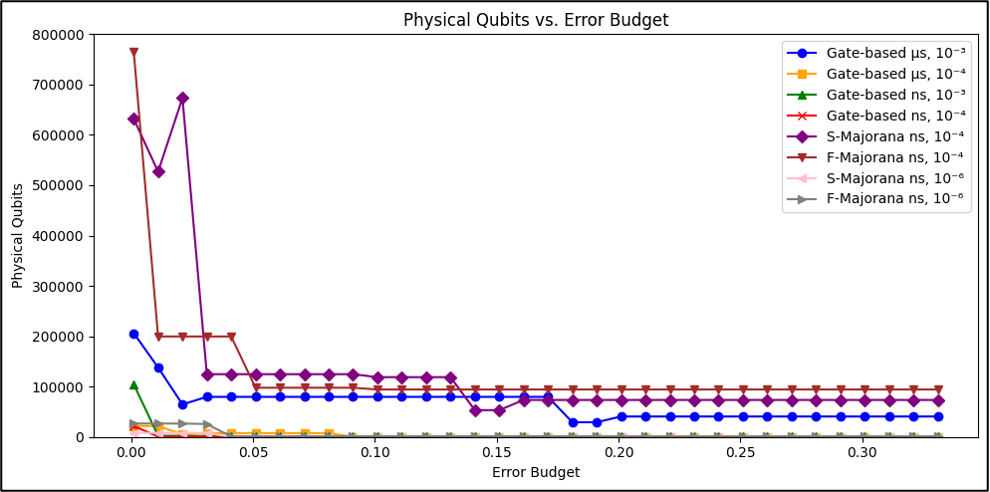 Physical Qubits vs. Error Budget
800000
700000
600000
500000
400000
300000
200000
100000
0
Physical Qubits
Gate-based μs, 10⁻³
Gate-based μs, 10⁻⁴
Gate-based ns, 10⁻³
Gate-based ns, 10⁻⁴
S-Majorana ns, 10⁻⁴
F-Majorana ns, 10⁻⁴
S-Majorana ns, 10⁻⁶
F-Majorana ns, 10⁻⁶
0.00 0.05 0.10 0.15 0.20 0.25 0.30
Error Budget